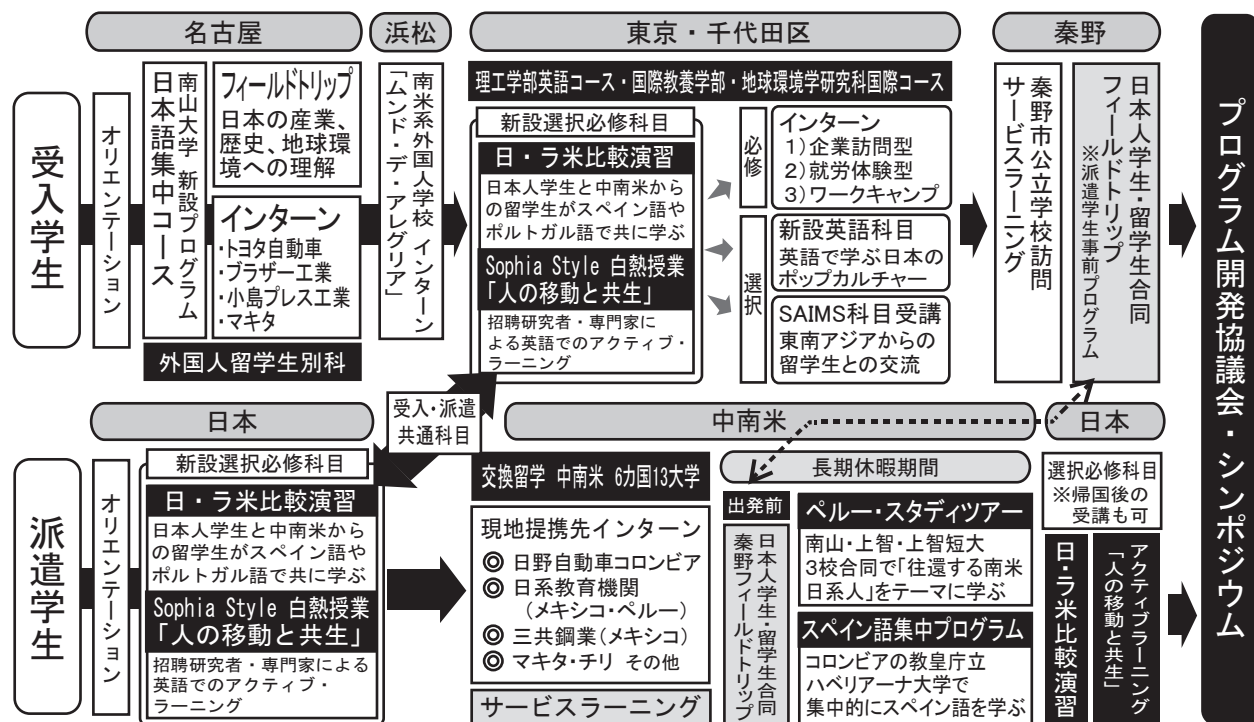 名古屋
浜松
東京・千代田区
秦野
受入学生
オリエンテーション
南山大学 新設プログラム
日本語集中コース
フィールドトリップ
日本の産業、
歴史、地球環
境への理解
インターン
・トヨタ自動車
・ブラザー工業
・小島プレス工業
・マキタ
外国人留学生別科
南米系外国人学校 インターン
「ムンド・デ・アレグリア」
理工学部英語コース・国際教養学部・地球環境学研究科国際コース
新設選択必修科目
日・ラ米比較演習
日本人学生と中南米から
の留学生がスペイン語や
ポルトガル語で共に学ぶ
Sophia Style 白熱授業
「人の移動と共生」
招聘研究者・専門家に
よる英語でのアクティブ・
ラーニング
必修
インターン
1）企業訪問型
2）就労体験型
3）ワークキャンプ
選択
新設英語科目
英語で学ぶ日本の
ポップカルチャー
SAIMS科目受講
東南アジアからの
留学生との交流
秦野市公立学校訪問
サービスラーニング
日本人学生・留学生合同
フィールドトリップ
※派遣学生事前プログラム
プログラム開発協議会・シンポジウム
受入・派遣
共通科目
日本
中南米
日本
派遣学生
オリエンテーション
新設選択必修科目
日・ラ米比較演習
日本人学生と中南米から
の留学生がスペイン語や
ポルトガル語で共に学ぶ
Sophia Style 白熱授業
「人の移動と共生」
招聘研究者・専門家による
英語でのアクティブ・
ラーニング
交換留学 中南米 6カ国13大学
現地提携先インターン
◎ 日野自動車コロンビア
◎ 日系教育機関
（メキシコ・ペルー）
◎ 三共鋼業（メキシコ）
◎ マキタ・チリ その他
サービスラーニング
長期休暇期間
出発前
日本人学生・留学生合同
秦野フィールドトリップ
ペルー・スタディツアー
南山・上智・上智短大
3校合同で「往還する南米
日系人」をテーマに学ぶ
スペイン語集中プログラム
コロンビアの教皇庁立
ハベリアーナ大学で
集中的にスペイン語を学ぶ
選択必修科目
※帰国後の
受講も可
日・ラ米比較演習
アクティブラーニング
「人の移動と共生」